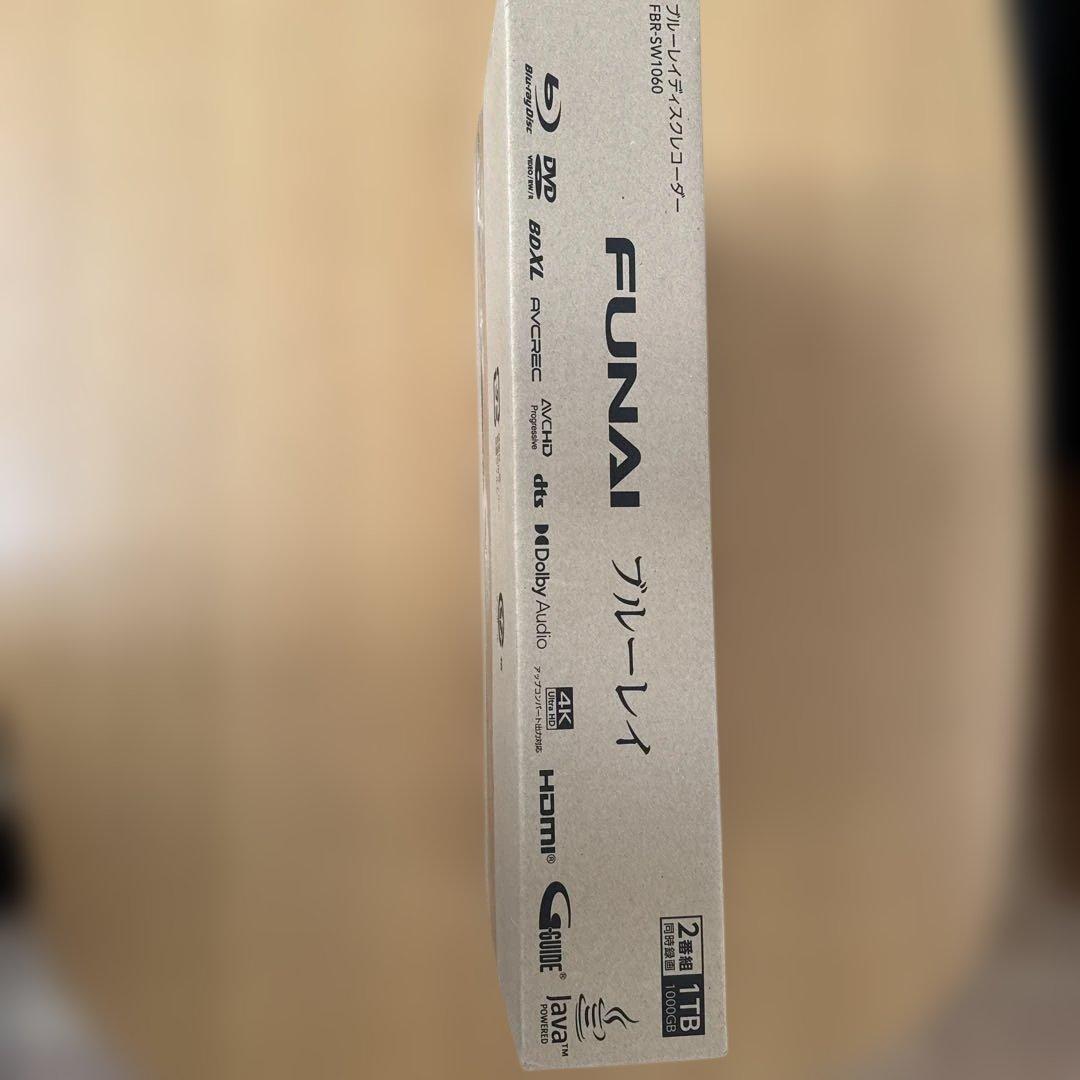 ブルーレイディスクレコーダー
FBR-SW1060
FUNAI ブルーレイ
2番組
同時録画
1TB
1000GB
Blu-ray Disc
DVD
VIDEO/RW/R
BDXL
AVCREC
AVCHD
Progressive
dts
Dolby Audio
4K
Ultra HD
アップコンバート出力対応
HDMI®
G-GUIDE®
Java™
POWERED